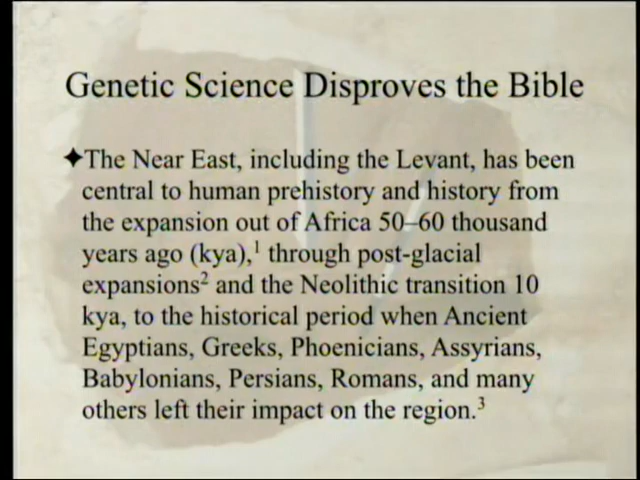 Genetic Science Disproves the Bible
✦The Near East, including the Levant, has been
central to human prehistory and history from
the expansion out of Africa 50–60 thousand
years ago (kya),¹ through post-glacial
expansions² and the Neolithic transition 10
kya, to the historical period when Ancient
Egyptians, Greeks, Phoenicians, Assyrians,
Babylonians, Persians, Romans, and many
others left their impact on the region.³